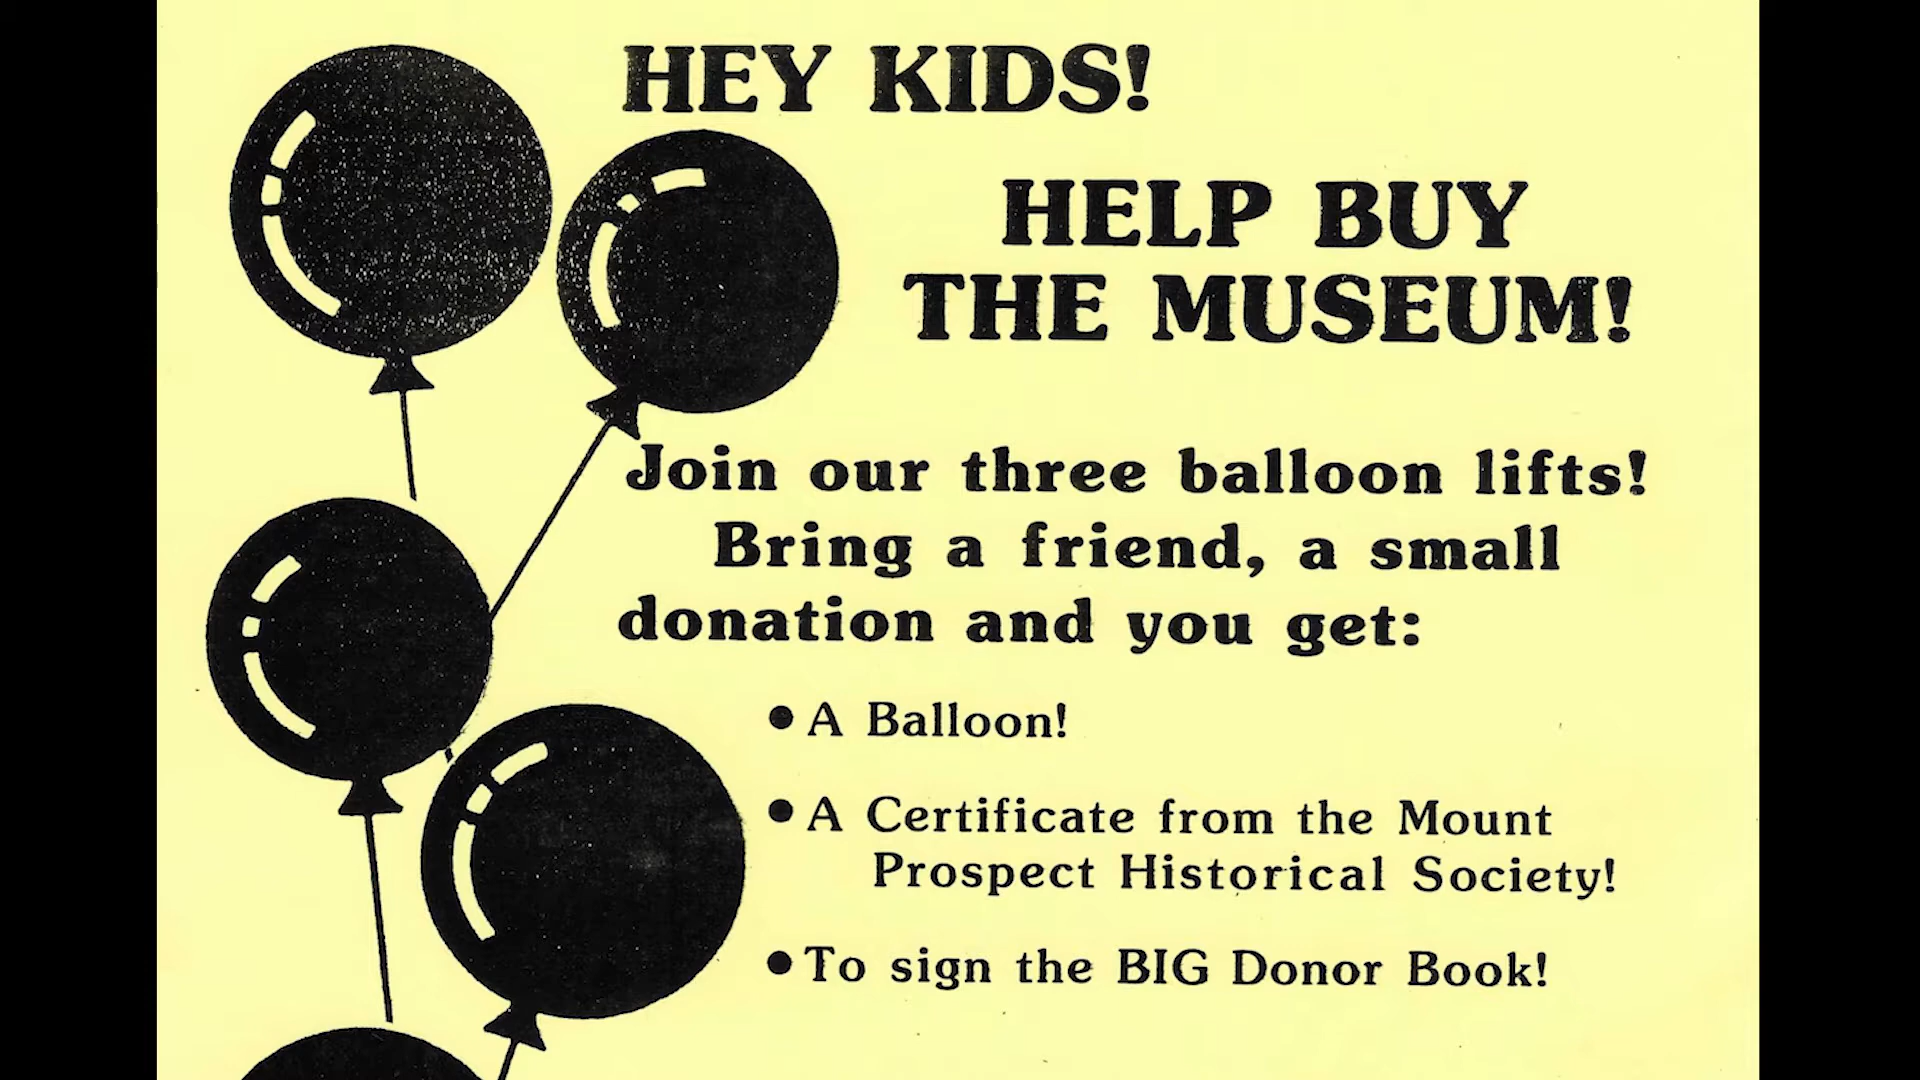 HEY KIDS!
HELP BUY
THE MUSEUM!
Join our three balloon lifts!
Bring a friend, a small
donation and you get:
• A Balloon!
• A Certificate from the Mount
Prospect Historical Society!
• To sign the BIG Donor Book!